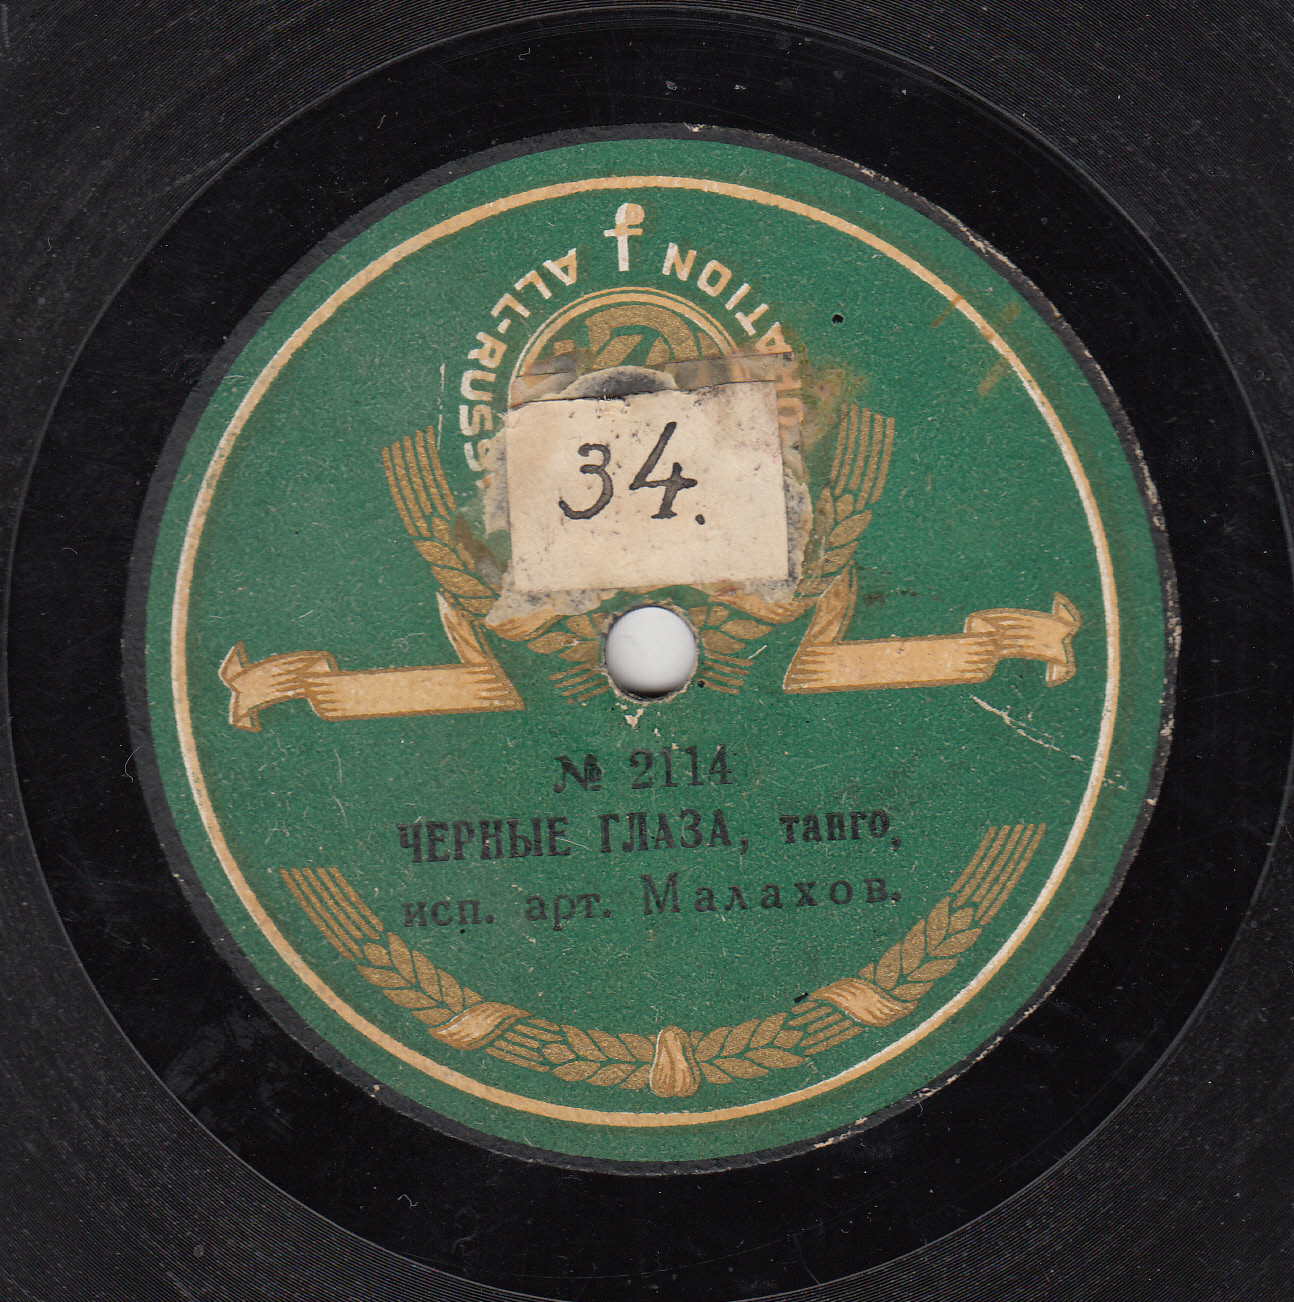 ALL-RUSS
ATION
34.
№ 2114
ЧЕРНЫЕ ГЛАЗА, танго,
исп. арт. Малахов.